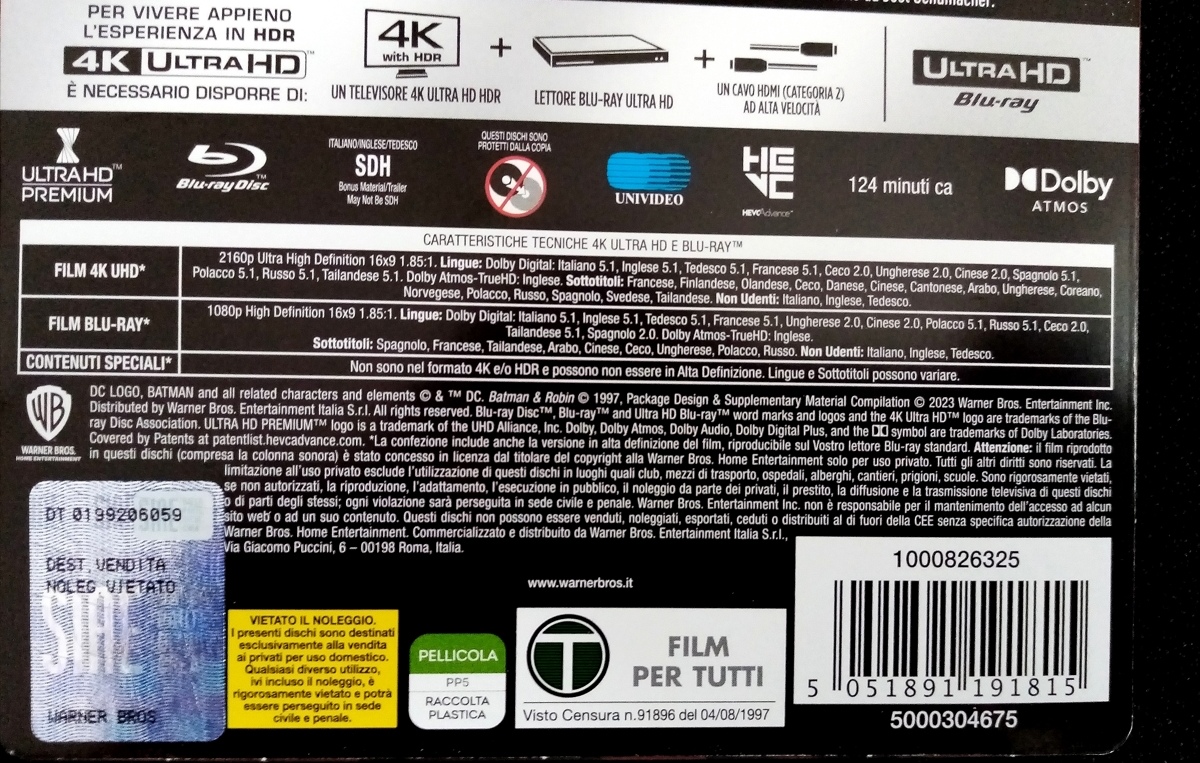 PER VIVERE APPIENO
L'ESPERIENZA IN HDR
4K ULTRAHD™
È NECESSARIO DISPORRE DI:
4K
with HDR
UN TELEVISORE 4K ULTRA HD HDR
+
LETTORE BLU-RAY ULTRA HD
+
UN CAVO HDMI (CATEGORIA 2)
AD ALTA VELOCITÀ
ULTRAHD™
Blu-ray
ULTRAHD™
PREMIUM
Blu-ray Disc™
ITALIANO/INGLESE/TEDESCO
SDH
Bonus Material/Trailer
May Not Be SDH
QUESTI DISCHI SONO
PROTETTI DALLA COPIA
UNIVIDEO
HEVC
HEVCAdvance™
124 minuti ca
Dolby
ATMOS
CARATTERISTICHE TECNICHE 4K ULTRA HD E BLU-RAY™
FILM 4K UHD*
2160p Ultra High Definition 16x9 1.85:1. Lingue: Dolby Digital: Italiano 5.1, Inglese 5.1, Tedesco 5.1, Francese 5.1, Ceco 2.0, Ungherese 2.0, Cinese 2.0, Spagnolo 5.1,
Polacco 5.1, Russo 5.1, Tailandese 5.1. Dolby Atmos-TrueHD: Inglese. Sottotitoli: Francese, Finlandese, Olandese, Ceco, Danese, Cinese, Cantonese, Arabo, Ungherese, Coreano,
Norvegese, Polacco, Russo, Spagnolo, Svedese, Tailandese. Non Udenti: Italiano, Inglese, Tedesco.
FILM BLU-RAY*
1080p High Definition 16x9 1.85:1. Lingue: Dolby Digital: Italiano 5.1, Inglese 5.1, Tedesco 5.1, Francese 5.1, Ungherese 2.0, Cinese 2.0, Polacco 5.1, Russo 5.1, Ceco 2.0,
Tailandese 5.1, Spagnolo 2.0. Dolby Atmos-TrueHD: Inglese.
Sottotitoli: Spagnolo, Francese, Tailandese, Arabo, Cinese, Ceco, Ungherese, Polacco, Russo. Non Udenti: Italiano, Inglese, Tedesco.
CONTENUTI SPECIALI*
Non sono nel formato 4K e/o HDR e possono non essere in Alta Definizione. Lingue e Sottotitoli possono variare.
WB
WARNER BROS.
HOME ENTERTAINMENT
DC LOGO, BATMAN and all related characters and elements © & ™ DC. Batman & Robin © 1997, Package Design & Supplementary Material Compilation © 2023 Warner Bros. Entertainment Inc.
Distributed by Warner Bros. Entertainment Italia S.r.l. All rights reserved. Blu-ray Disc™, Blu-ray™ and Ultra HD Blu-ray™ word marks and logos and the 4K Ultra HD™ logo are trademarks of the Blu-
ray Disc Association. ULTRA HD PREMIUM™ logo is a trademark of the UHD Alliance, Inc. Dolby, Dolby Atmos, Dolby Audio, Dolby Digital Plus, and the symbol are trademarks of Dolby Laboratories.
Covered by Patents at patentlist.hevcadvance.com. *La confezione include anche la versione in alta definizione del film, riproducibile sul Vostro lettore Blu-ray standard. Attenzione: il film riprodotto
in questi dischi (compresa la colonna sonora) è stato concesso in licenza dal titolare del copyright alla Warner Bros. Home Entertainment solo per uso privato. Tutti gli altri diritti sono riservati. La
limitazione all'uso privato esclude l'utilizzazione di questi dischi in luoghi quali club, mezzi di trasporto, ospedali, alberghi, cantieri, prigioni, scuole. Sono rigorosamente vietati,
se non autorizzati, la riproduzione, l'adattamento, l'esecuzione in pubblico, il noleggio da parte dei privati, il prestito, la diffusione e la trasmissione televisiva di questi dischi
o di parti degli stessi; ogni violazione sarà perseguita in sede civile e penale. Warner Bros. Entertainment Inc. non è responsabile per il mantenimento dell'accesso ad alcun
sito web o ad un suo contenuto. Questi dischi non possono essere venduti, noleggiati, esportati, ceduti o distribuiti al di fuori della CEE senza specifica autorizzazione della
Warner Bros. Home Entertainment. Commercializzato e distribuito da Warner Bros. Entertainment Italia S.r.l.,
Via Giacomo Puccini, 6 – 00198 Roma, Italia.
DT 0199206059
DEST.VENDITA
NOLEG.VIETATO
SIAE
WARNER BROS
www.warnerbros.it
VIETATO IL NOLEGGIO.
I presenti dischi sono destinati
esclusivamente alla vendita
ai privati per uso domestico.
Qualsiasi diverso utilizzo,
ivi incluso il noleggio, è
rigorosamente vietato e potrà
essere perseguito in sede
civile e penale.
PELLICOLA
PP5
RACCOLTA
PLASTICA
T
FILM
PER TUTTI
Visto Censura n.91896 del 04/08/1997
1000826325
5 051891 191815
5000304675